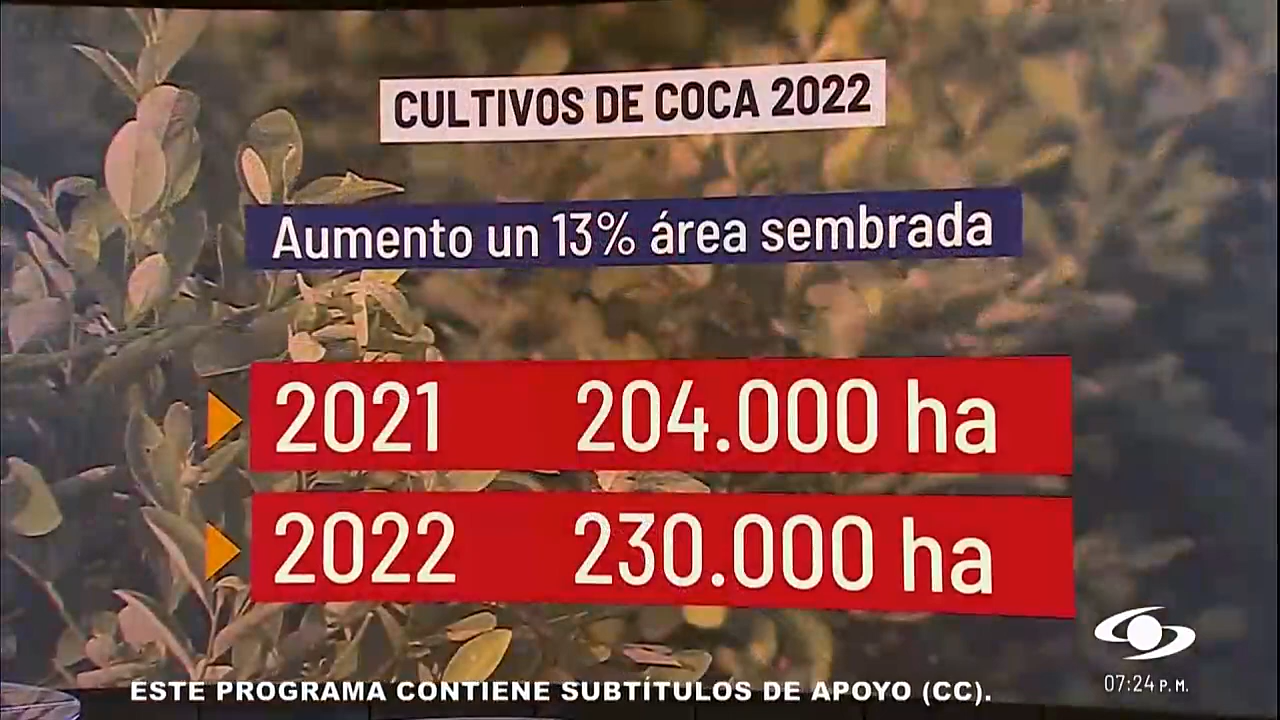 CULTIVOS DE COCA 2022
Aumento un 13% área sembrada
2021 204.000 ha
2022 230.000 ha
07:24 P.M.
ESTE PROGRAMA CONTIENE SUBTÍTULOS DE APOYO (CC).